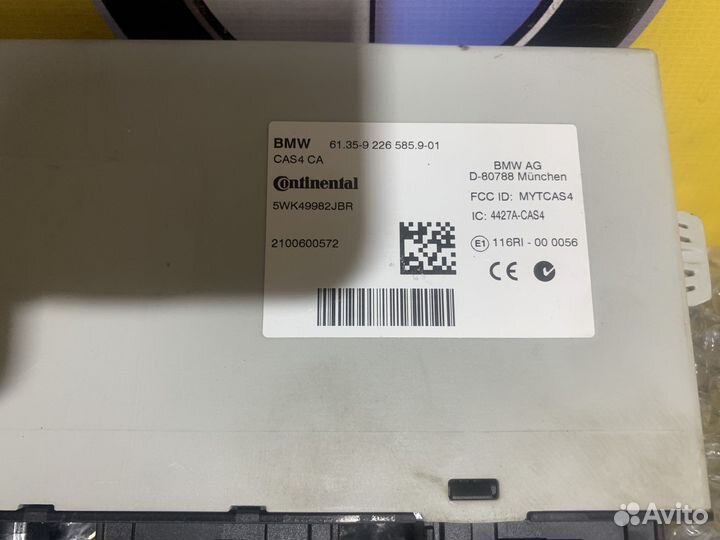 BMW 61.35-9 226 585.9-01
CAS4 CA
Continental
5WK49982JBR
2100600572
BMW AG
D-80788 München
FCC ID: MYTCAS4
IC: 4427A-CAS4
E1 116RI - 00 0056
CE
Avito